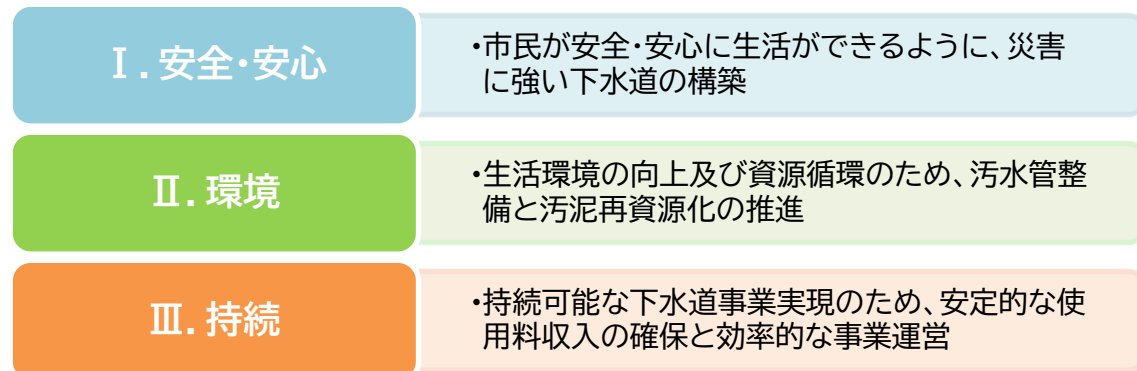 Ⅰ.安全・安心
・市民が安全・安心に生活ができるように、災害
に強い下水道の構築
Ⅱ.環境
・生活環境の向上及び資源循環のため、汚水管整
備と汚泥再資源化の推進
Ⅲ.持続
・持続可能な下水道事業実現のため、安定的な使
用料収入の確保と効率的な事業運営